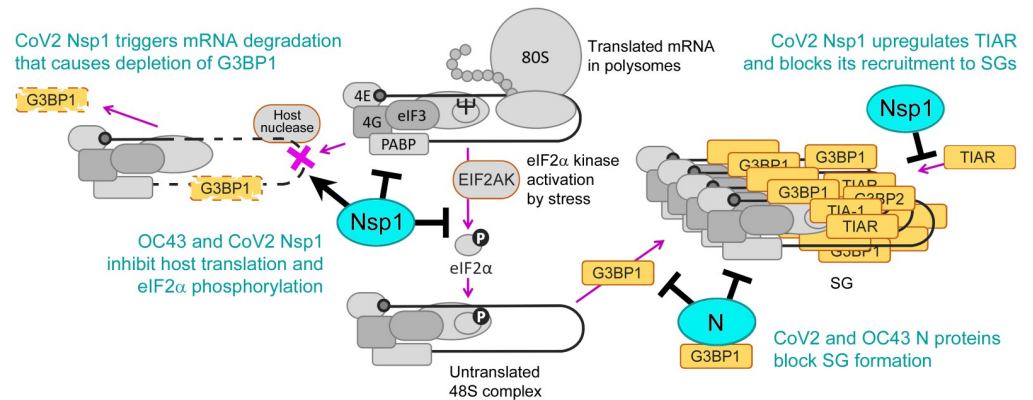 CoV2 Nsp1 triggers mRNA degradation
that causes depletion of G3BP1
G3BP1
Host
nuclease
G3BP1
4E
4G
eIF3
PABP
80S
Translated mRNA
in polysomes
EIF2AK
eIF2α kinase
activation
by stress
Nsp1
P
eIF2α
OC43 and CoV2 Nsp1
inhibit host translation and
eIF2α phosphorylation
P
Untranslated
48S complex
CoV2 Nsp1 upregulates TIAR
and blocks its recruitment to SGs
Nsp1
TIAR
G3BP1
G3BP1
TIAR
G3BP1
G3BP2
TIA-1
TIAR
G3BP1
SG
G3BP1
N
G3BP1
CoV2 and OC43 N proteins
block SG formation